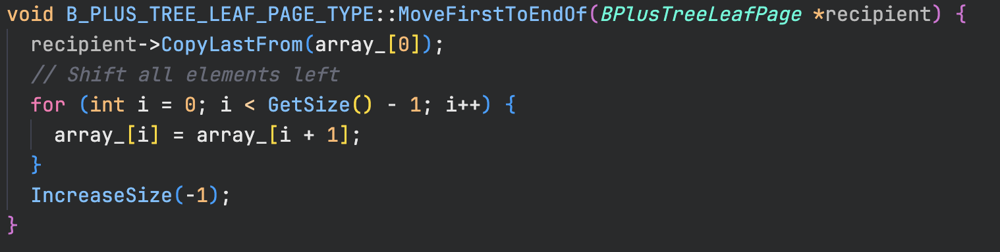 void B_PLUS_TREE_LEAF_PAGE_TYPE::MoveFirstToEndOf(BPlusTreeLeafPage *recipient) {
  recipient->CopyLastFrom(array_[0]);
  // Shift all elements left
  for (int i = 0; i < GetSize() - 1; i++) {
    array_[i] = array_[i + 1];
  }
  IncreaseSize(-1);
}